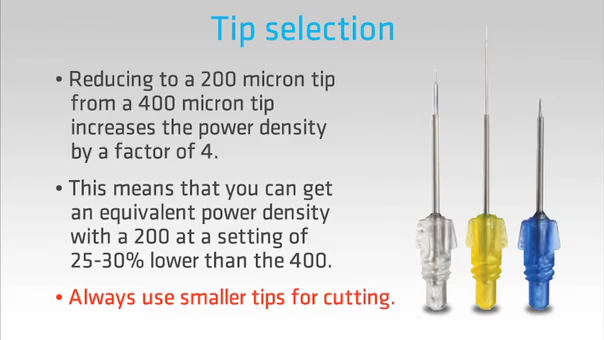 Tip selection
• Reducing to a 200 micron tip
from a 400 micron tip
increases the power density
by a factor of 4.
• This means that you can get
an equivalent power density
with a 200 at a setting of
25-30% lower than the 400.
• Always use smaller tips for cutting.